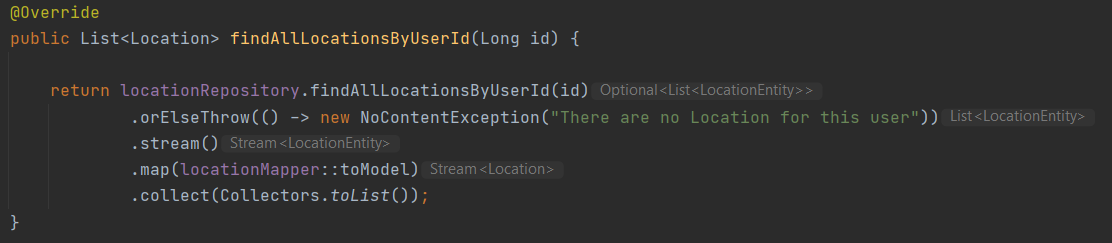 @Override
public List<Location> findAllLocationsByUserId(Long id) {
return locationRepository.findAllLocationsByUserId(id) Optional<List<LocationEntity>>
.orElseThrow(() -> new NoContentException("There are no Location for this user")) List<LocationEntity>
.stream() Stream<LocationEntity>
.map(locationMapper::toModel) Stream<Location>
.collect(Collectors.toList());
}